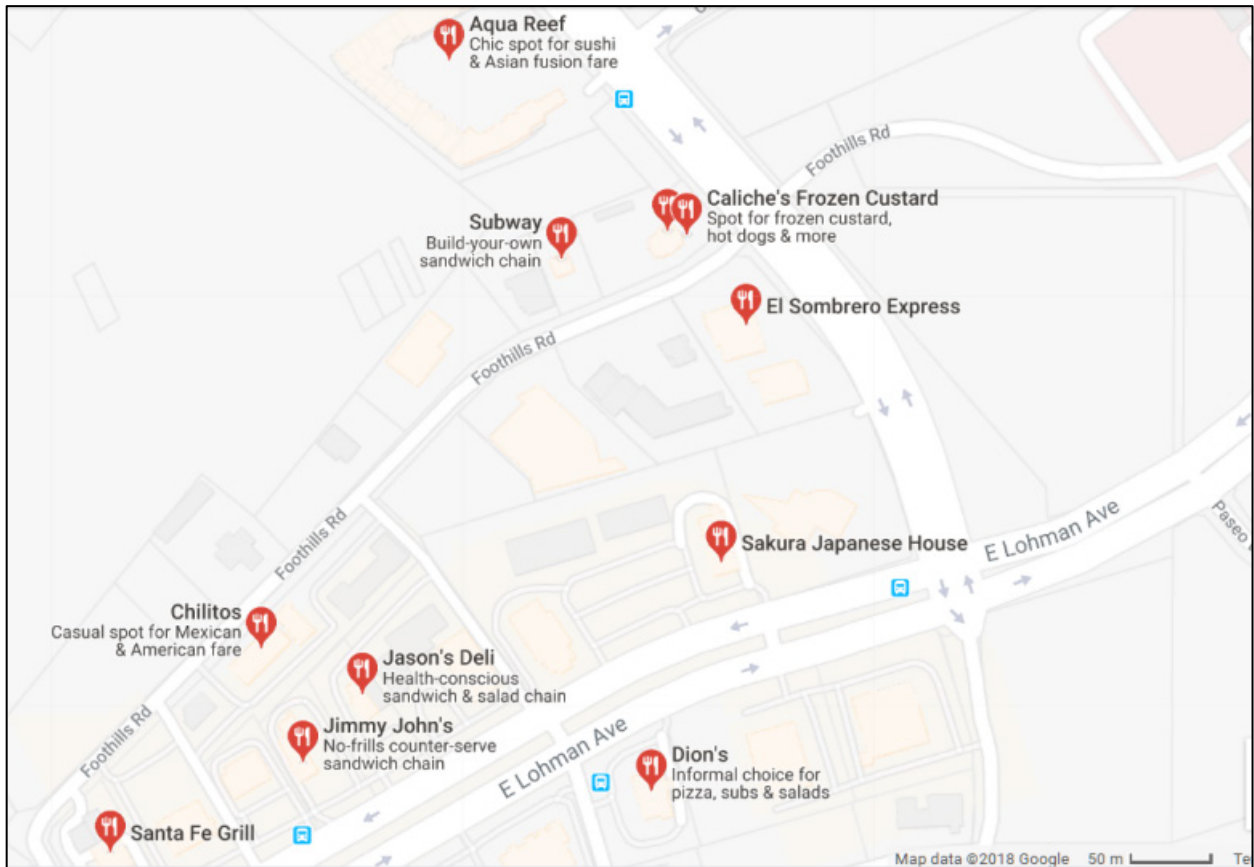 Aqua Reef
Chic spot for sushi
& Asian fusion fare
Foothills Rd
Caliche's Frozen Custard
Spot for frozen custard,
hot dogs & more
Subway
Build-your-own
sandwich chain
El Sombrero Express
Foothills Rd
Foothills Rd
Sakura Japanese House
E Lohman Ave
Paseo
Chilitos
Casual spot for Mexican
& American fare
Jason's Deli
Health-conscious
sandwich & salad chain
Foothills Rd
Jimmy John's
No-frills counter-serve
sandwich chain
E Lohman Ave
Dion's
Informal choice for
pizza, subs & salads
Santa Fe Grill
Map data ©2018 Google 50 m Te